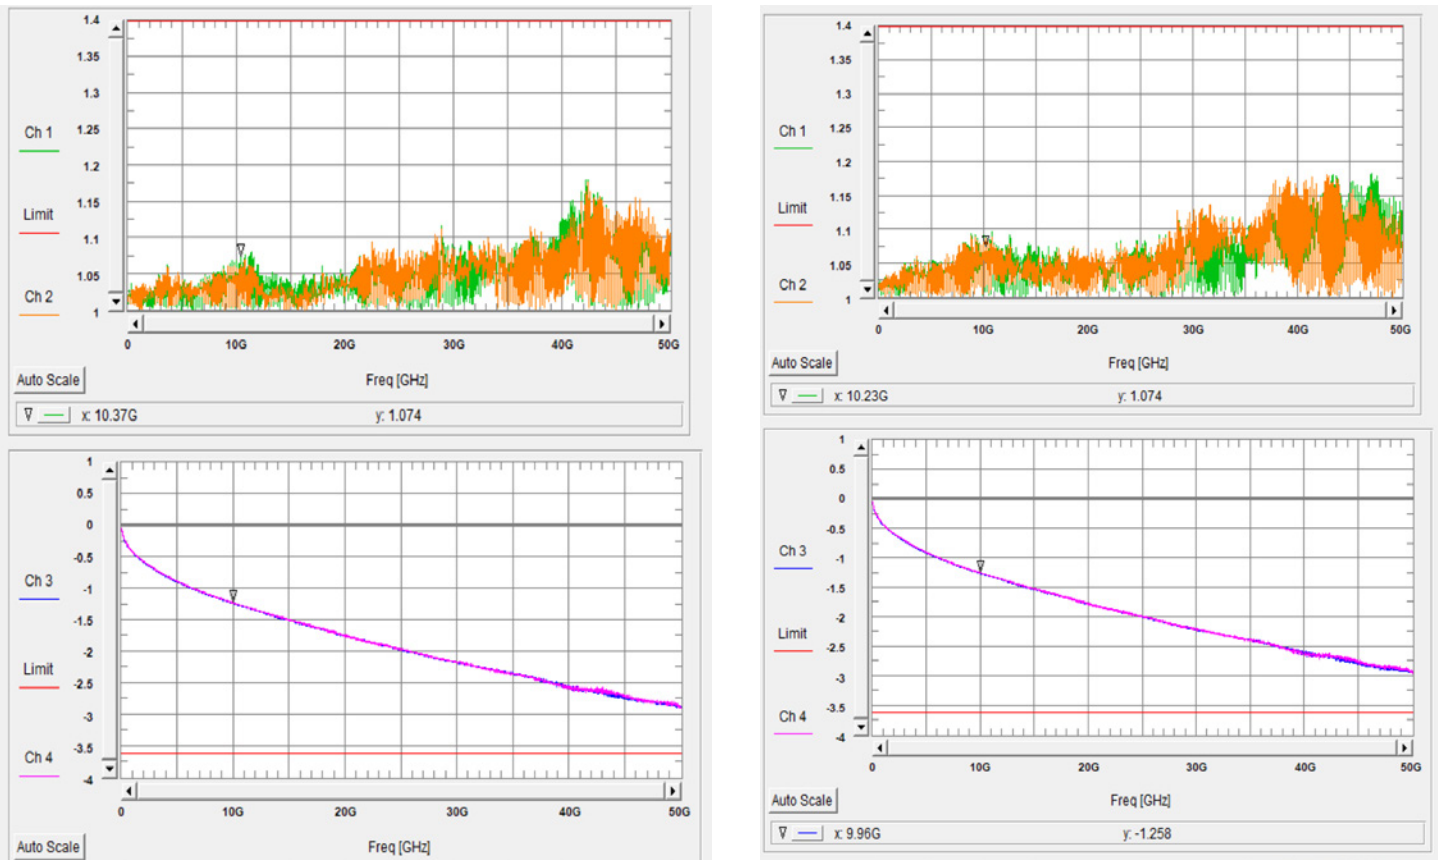 1.4
1.35
1.3
Ch 1
1.25
1.2
Limit
1.15
1.1
1.05
Ch 2
1
0 10G 20G 30G 40G 50G
Auto Scale
Freq [GHz]
x: 10.37G y: 1.074
1.4
1.35
1.3
Ch 1
1.25
1.2
Limit
1.15
1.1
1.05
Ch 2
1
0 10G 20G 30G 40G 50G
Auto Scale
Freq [GHz]
x: 10.23G y: 1.074
1
0.5
0
-0.5
Ch 3
-1
-1.5
Limit
-2
-2.5
-3
-3.5
Ch 4
-4
0 10G 20G 30G 40G 50G
Auto Scale
Freq [GHz]
1
0.5
0
-0.5
Ch 3
-1
-1.5
-2
Limit
-2.5
-3
-3.5
Ch 4
-4
0 10G 20G 30G 40G 50G
Auto Scale
Freq [GHz]
x: 9.96G y: -1.258